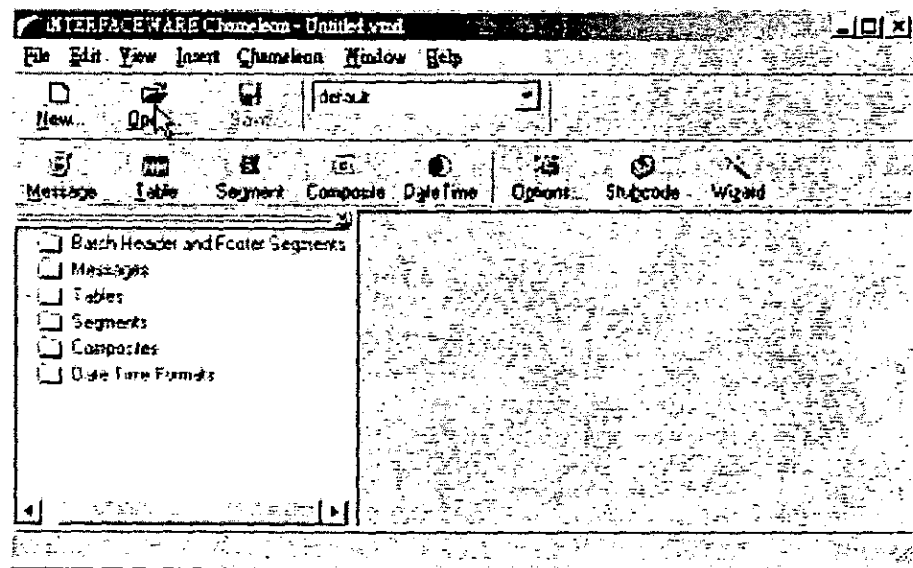 iNTERFACEWARE Chameleon - Untitled.vmd
File Edit View Insert Chameleon Window Help
New... Open... Save default
Message Table Segment Composite DateTime Options... Stubcode Wizard
Batch Header and Footer Segments
Messages
Tables
Segments
Composites
Date Time Formats